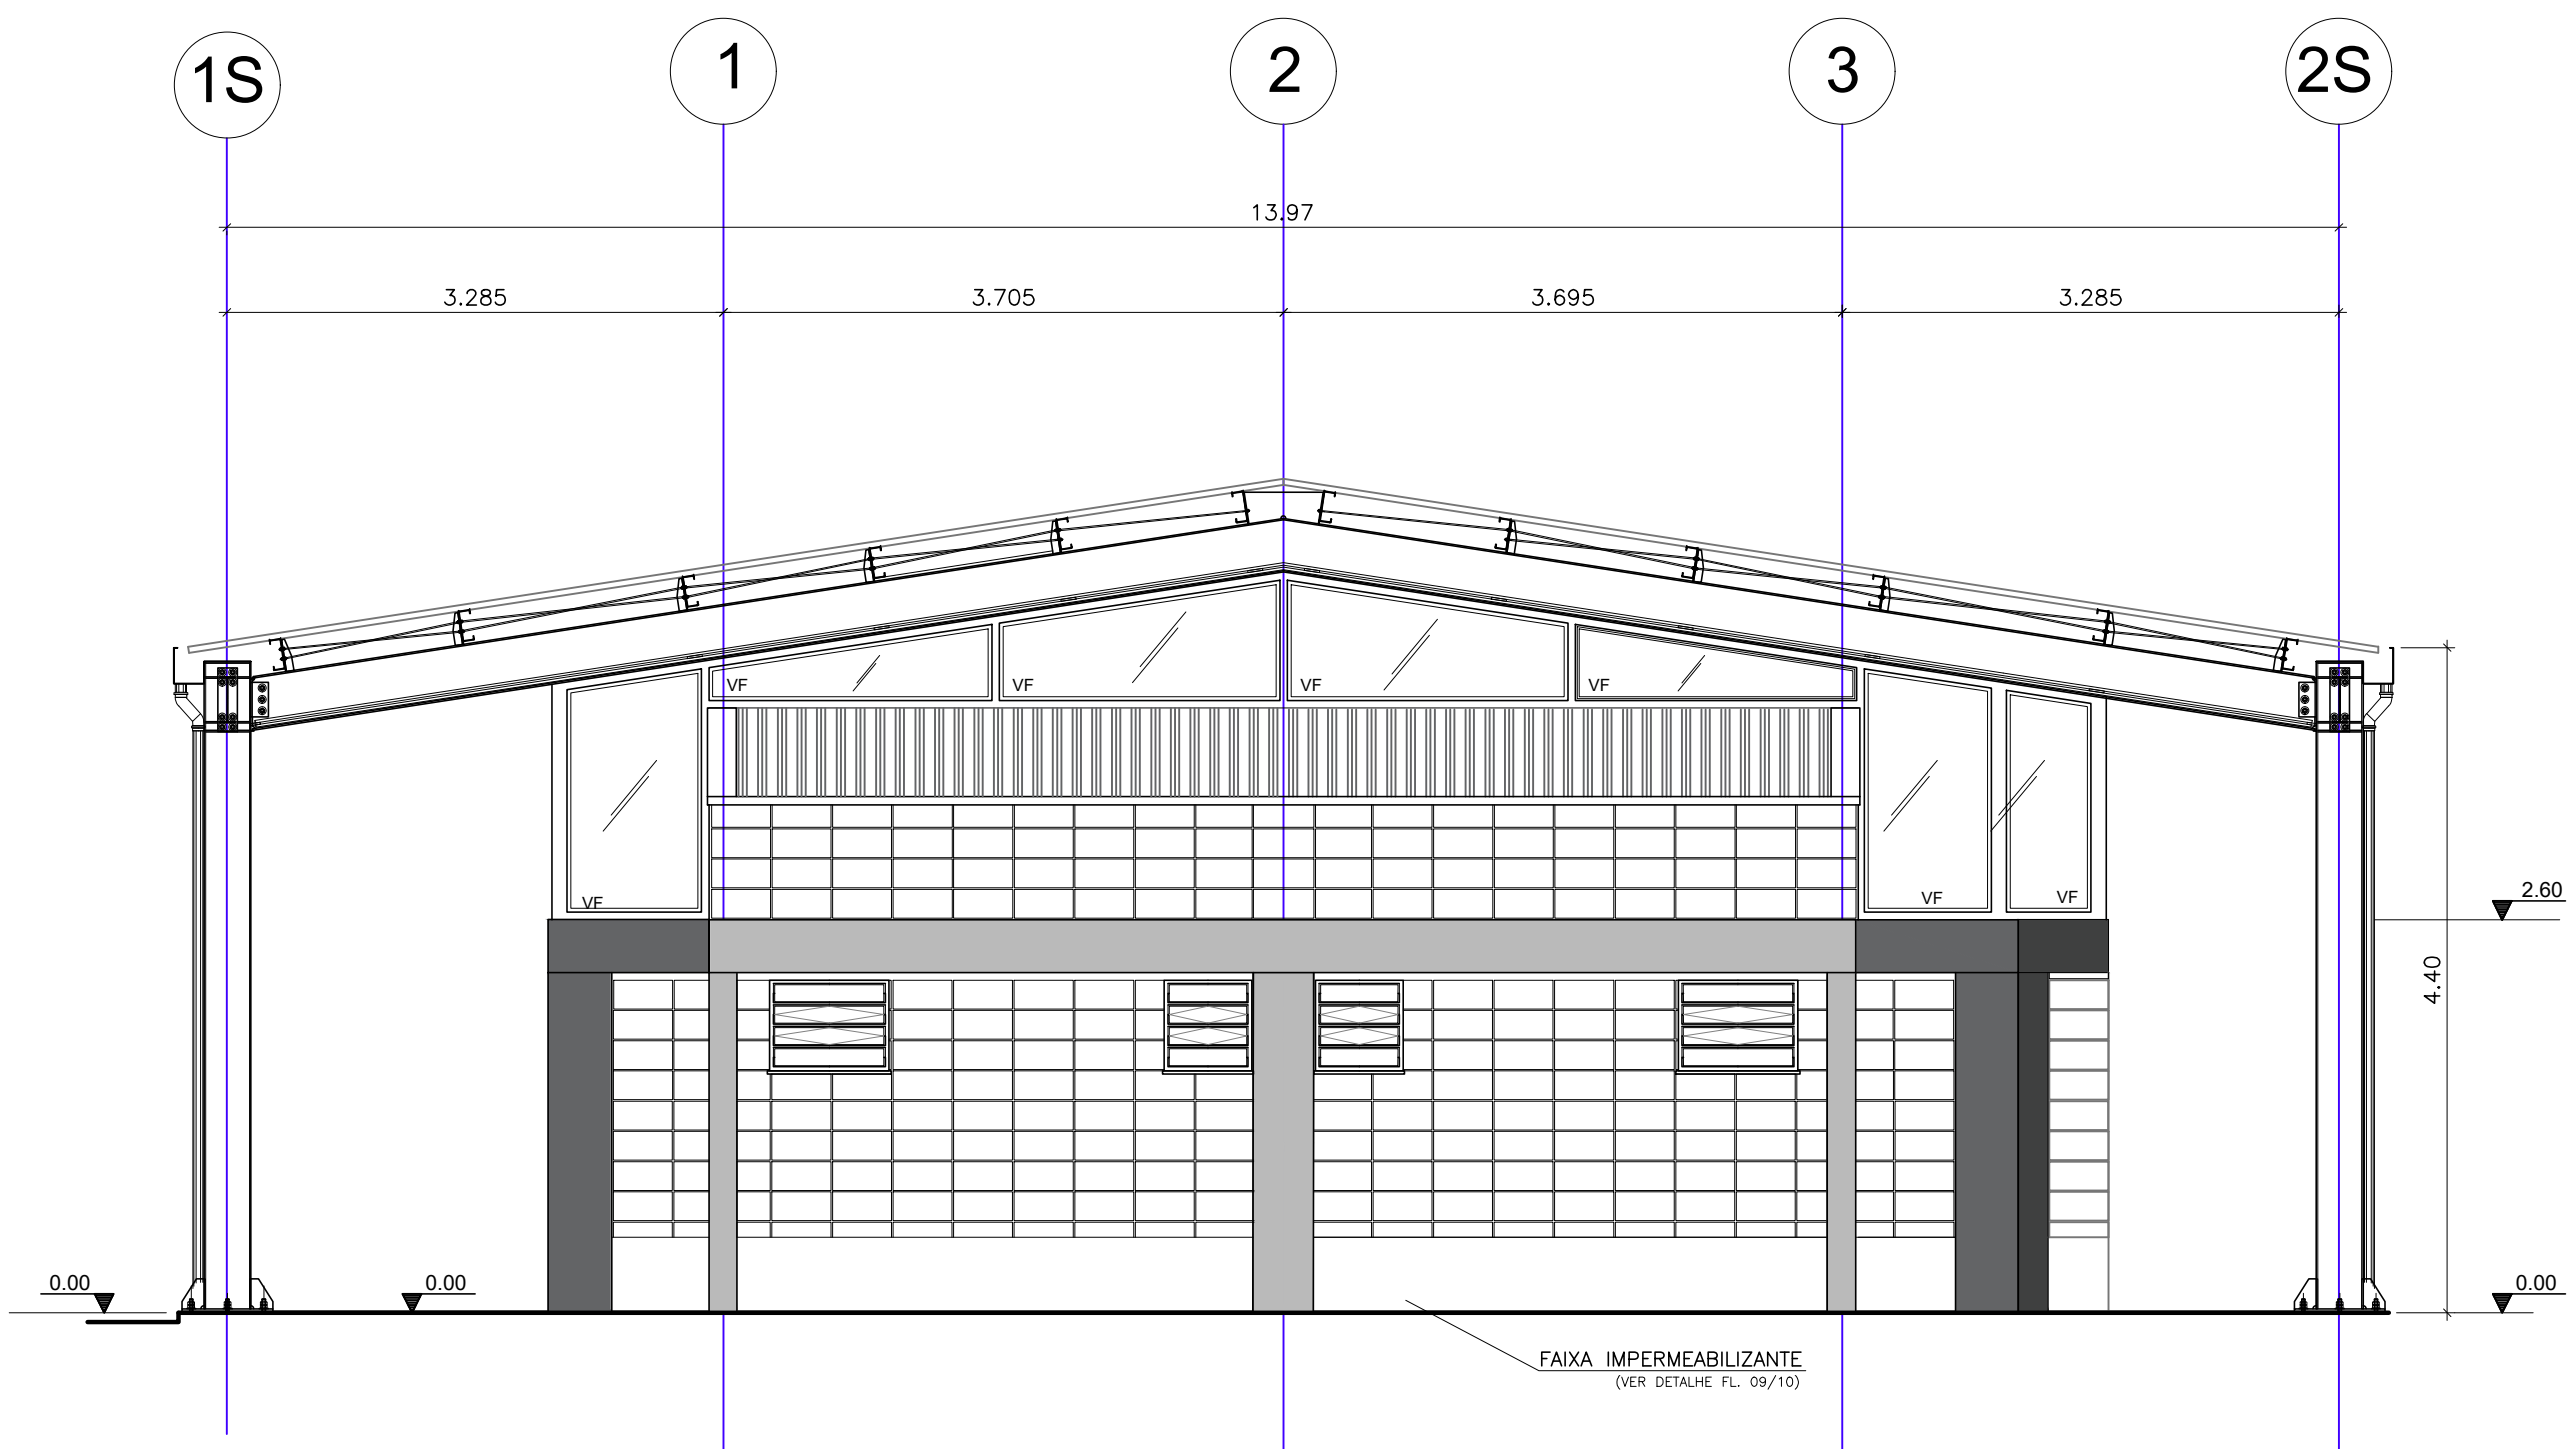 1S
1
2
3
2S
13.97
3.285
3.705
3.695
3.285
VF
VF
VF
VF
VF
VF
VF
2.60
4.40
0.00
0.00
0.00
FAIXA IMPERMEABILIZANTE
(VER DETALHE FL. 09/10)